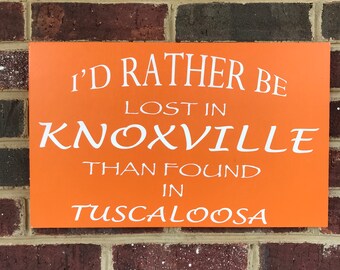 I'D RATHER BE
LOST IN
KNOXVILLE
THAN FOUND
IN
TUSCALOOSA